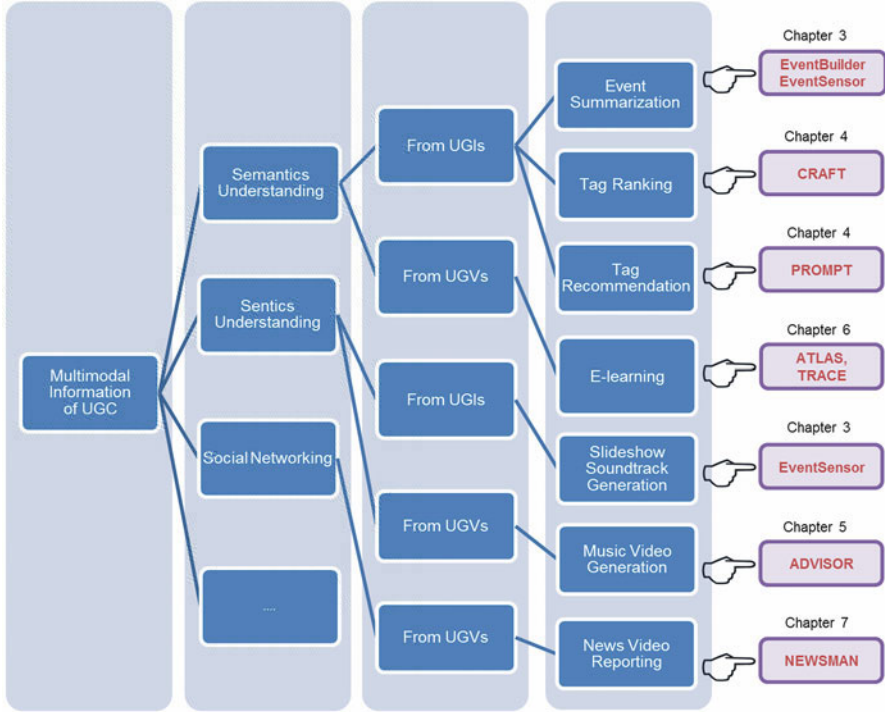 Multimodal
Information
of UGC
Semantics
Understanding
Sentics
Understanding
Social Networking
....
From UGIs
From UGVs
From UGIs
From UGVs
From UGVs
Event
Summarization
Tag Ranking
Tag
Recommendation
E-learning
Slideshow
Soundtrack
Generation
Music Video
Generation
News Video
Reporting
Chapter 3
EventBuilder
EventSensor
Chapter 4
CRAFT
Chapter 4
PROMPT
Chapter 6
ATLAS,
TRACE
Chapter 3
EventSensor
Chapter 5
ADVISOR
Chapter 7
NEWSMAN